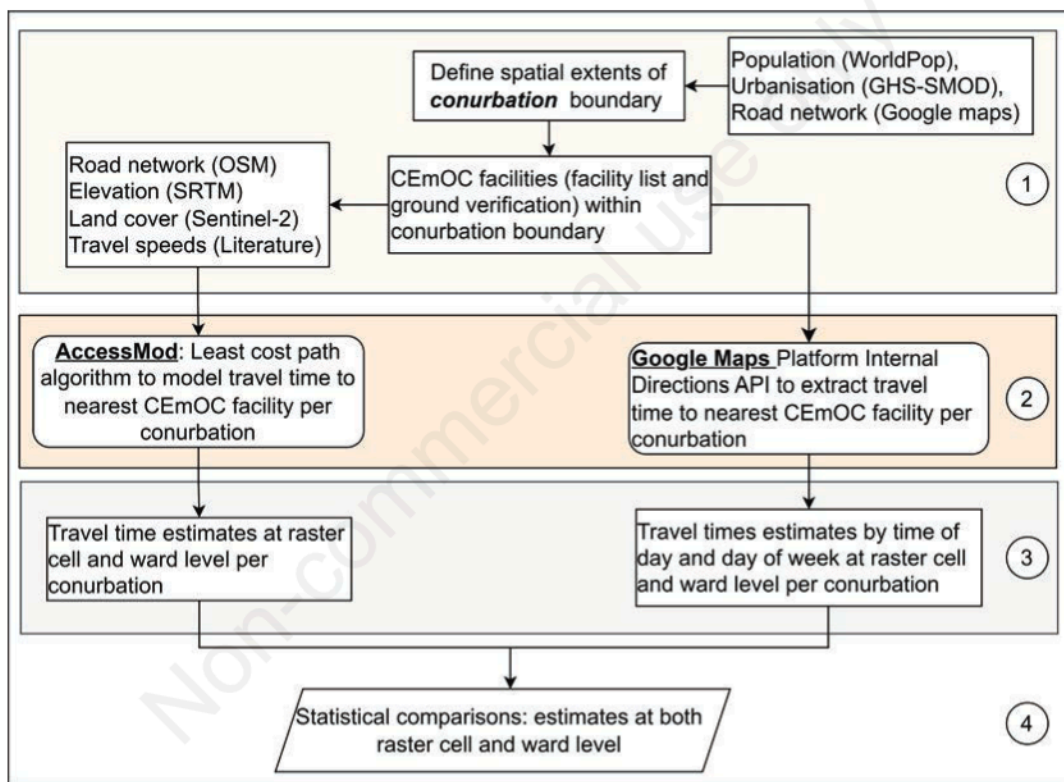 Define spatial extents of
conurbation boundary
Population (WorldPop),
Urbanisation (GHS-SMOD),
Road network (Google maps)
Road network (OSM)
Elevation (SRTM)
Land cover (Sentinel-2)
Travel speeds (Literature)
CEmOC facilities (facility list and
ground verification) within
conurbation boundary
1
AccessMod: Least cost path
algorithm to model travel time to
nearest CEmOC facility per
conurbation
Google Maps Platform Internal
Directions API to extract travel
time to nearest CEmOC facility per
conurbation
2
Travel time estimates at raster
cell and ward level per
conurbation
Travel times estimates by time of
day and day of week at raster cell
and ward level per conurbation
3
Statistical comparisons: estimates at both
raster cell and ward level
4
Non-commercial use only